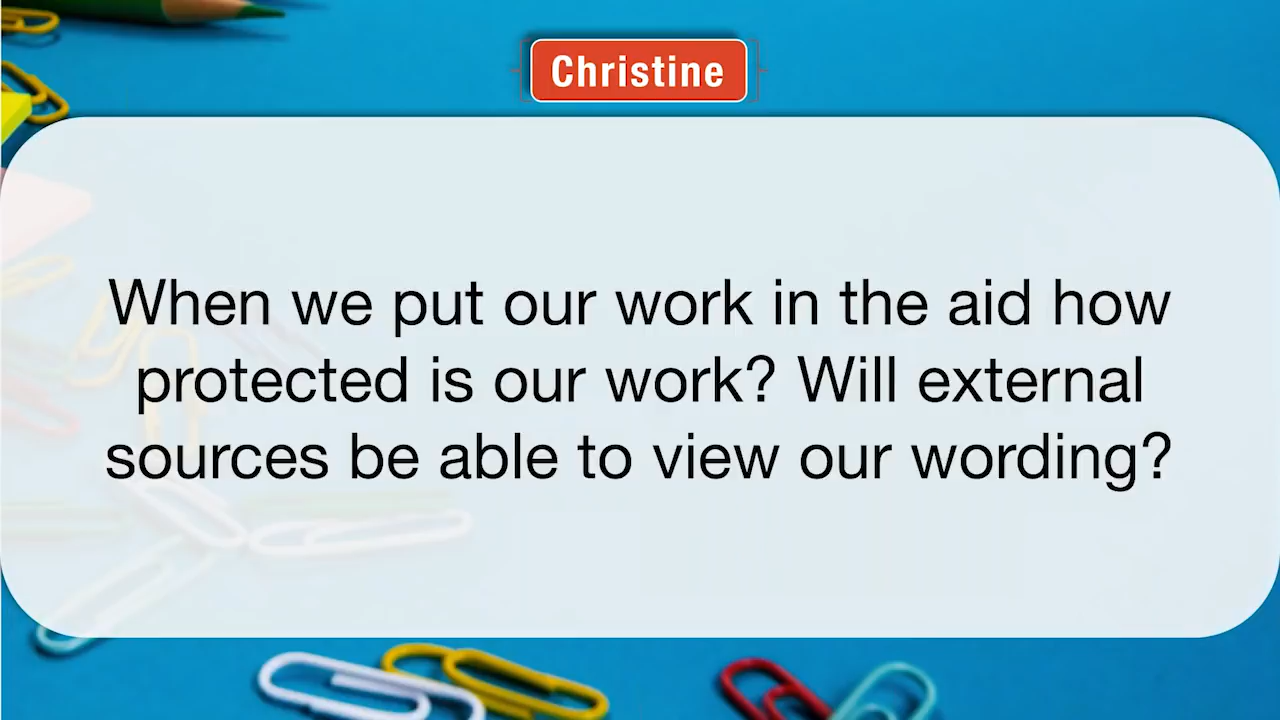 Christine
When we put our work in the aid how
protected is our work? Will external
sources be able to view our wording?